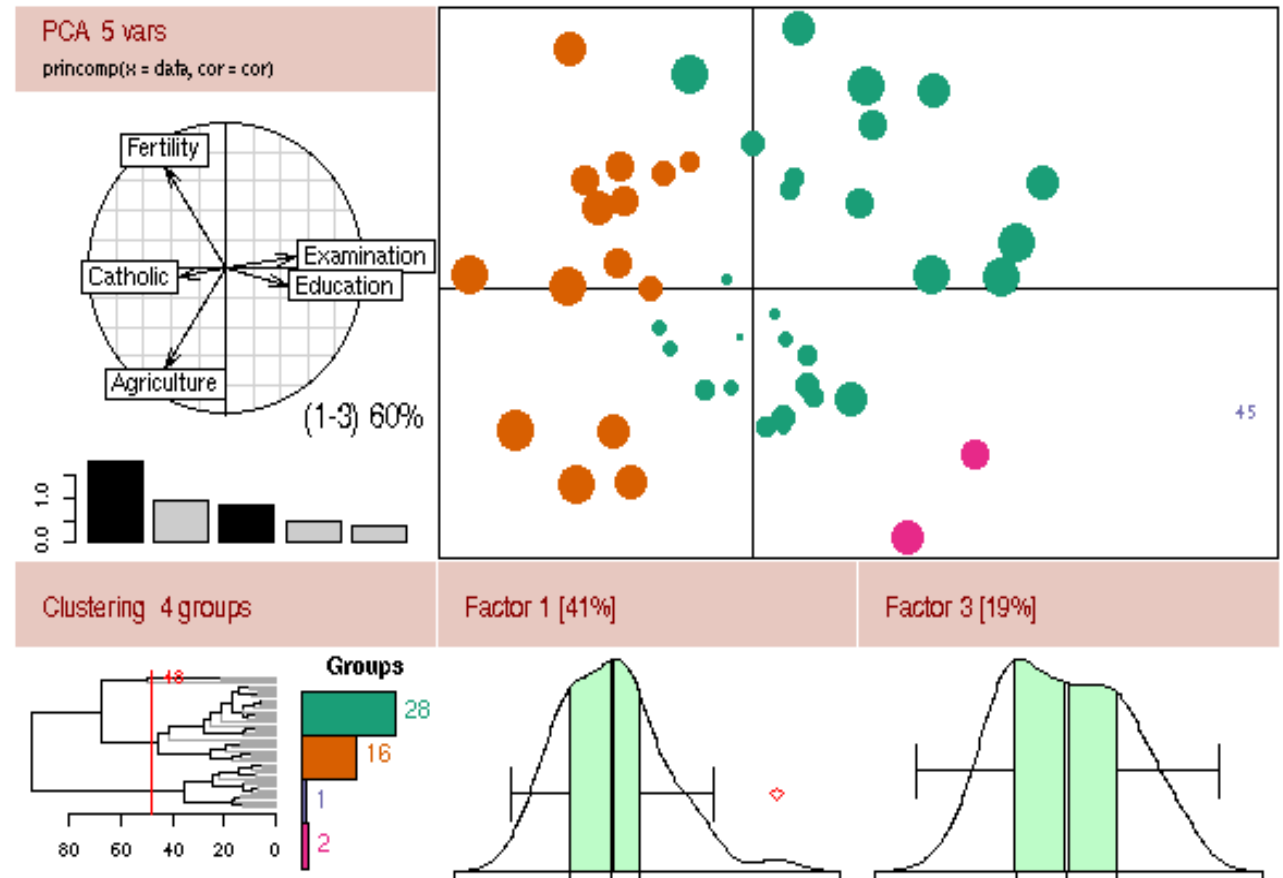 PCA 5 vars
princomp(x = data, cor = cor)
Fertility
Examination
Catholic
Education
Agriculture
(1-3) 60%
45
1.0
0.0
Clustering 4 groups
Factor 1 [41%]
Factor 3 [19%]
Groups
48
28
16
1
2
80 60 40 20 0